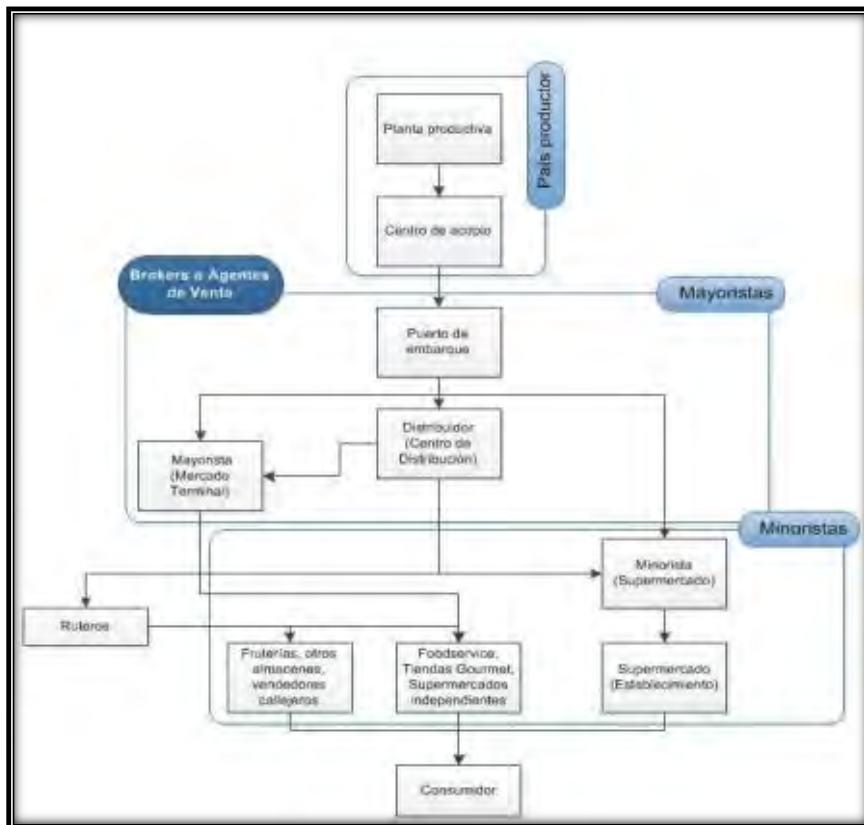 Planta productiva
País productor
Centro de acopio
Brokers o Agentes
de Venta
Mayoristas
Puerto de
embarque
Distribuidor
(Centro de
Distribución)
Mayorista
(Mercado
Terminal)
Minoristas
Minorista
(Supermercado)
Ruteros
Fruterías, otros
almacenes,
vendedores
callejeros
Foodservice,
Tiendas Gourmet,
Supermercados
independientes
Supermercado
(Establecimiento)
Consumidor